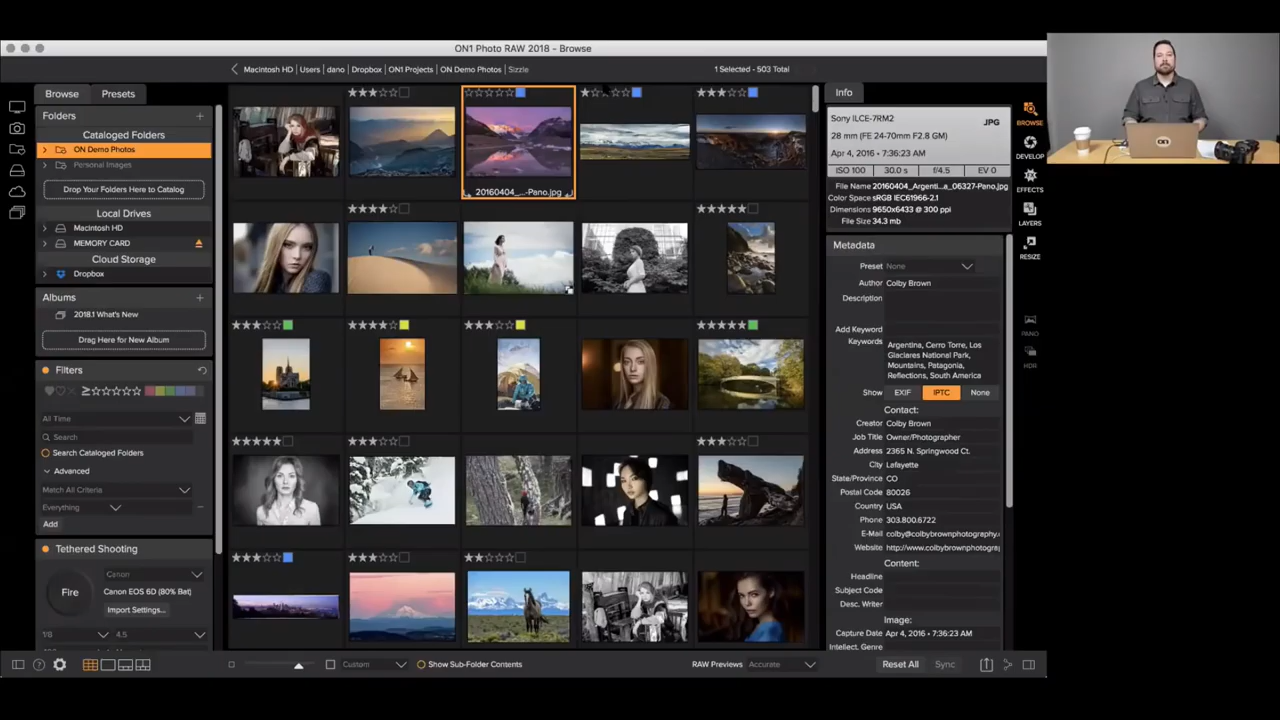 ON1 Photo RAW 2018 - Browse
Macintosh HD Users dano Dropbox ON1 Projects ON Demo Photos Sizzle
1 Selected - 503 Total
Browse Presets
Folders
Cataloged Folders
ON Demo Photos
Personal Images
Drop Your Folders Here to Catalog
Local Drives
Macintosh HD
MEMORY CARD
Cloud Storage
Dropbox
Albums
2018.1 What's New
Drag Here for New Album
Filters
All Time
Search
Search Cataloged Folders
Advanced
Match All Criteria
Everything
Add
Tethered Shooting
Canon
Fire
Canon EOS 6D (80% Bat)
Import Settings...
1/8 4.5
20160404_...-Pano.jpg
Info
Sony ILCE-7RM2
JPG
28 mm (FE 24-70mm F2.8 GM)
Apr 4, 2016 • 7:36:23 AM
ISO 100 30.0 s f/4.5 EV 0
File Name 20160404_Argenti...a_06327-Pano.jpg
Color Space sRGB IEC61966-2.1
Dimensions 9650x6433 @ 300 ppi
File Size 34.3 mb
Metadata
Preset None
Author Colby Brown
Description
Add Keyword
Keywords Argentina, Cerro Torre, Los
Glaciares National Park,
Mountains, Patagonia,
Reflections, South America
Show EXIF IPTC None
Contact:
Creator Colby Brown
Job Title Owner/Photographer
Address 2365 N. Springwood Ct.
City Lafayette
State/Province CO
Postal Code 80026
Country USA
Phone 303.800.6722
E-Mail colby@colbybrownphotography.
Website http://www.colbybrownphotograp
Content:
Headline
Subject Code
Desc. Writer
Image:
Capture Date Apr 4, 2016 • 7:36:23 AM
Intellect. Genre
BROWSE
DEVELOP
EFFECTS
LAYERS
RESIZE
PANO
HDR
Custom
Show Sub-Folder Contents
RAW Previews Accurate
Reset All Sync
on